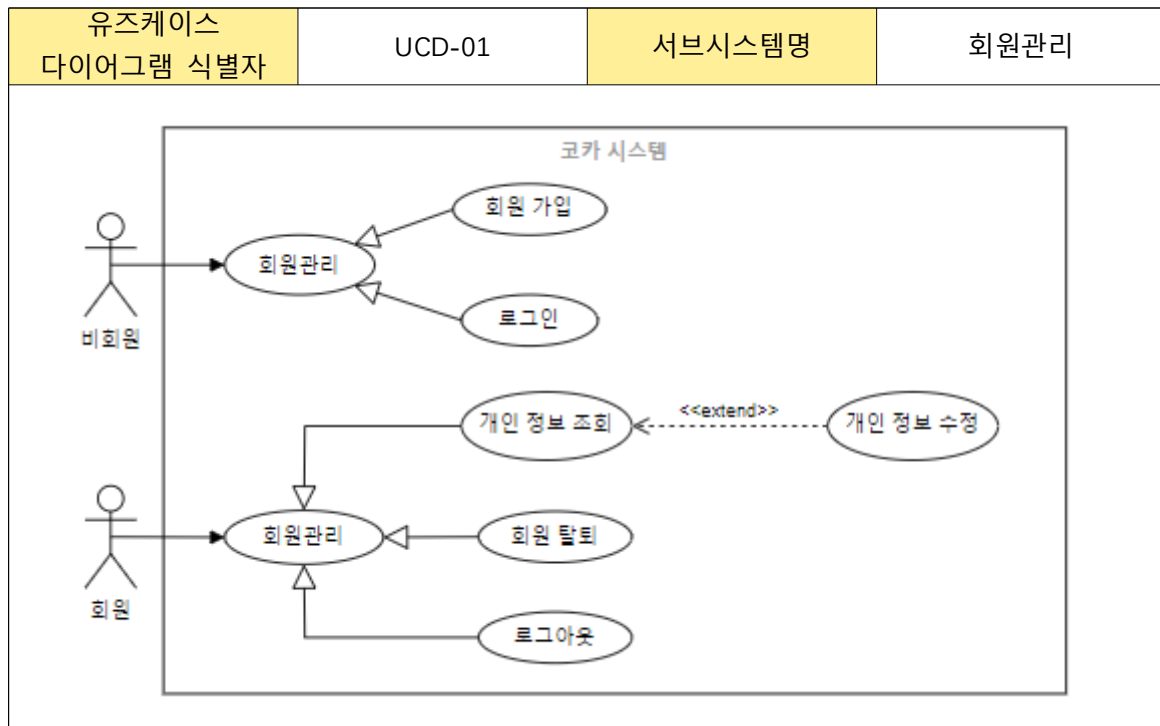 유즈케이스
다이어그램 식별자
UCD-01
서브시스템명
회원관리
코카 시스템
회원 가입
회원관리
로그인
비회원
개인 정보 조회
<<extend>>
개인 정보 수정
회원관리
회원 탈퇴
회원
로그아웃